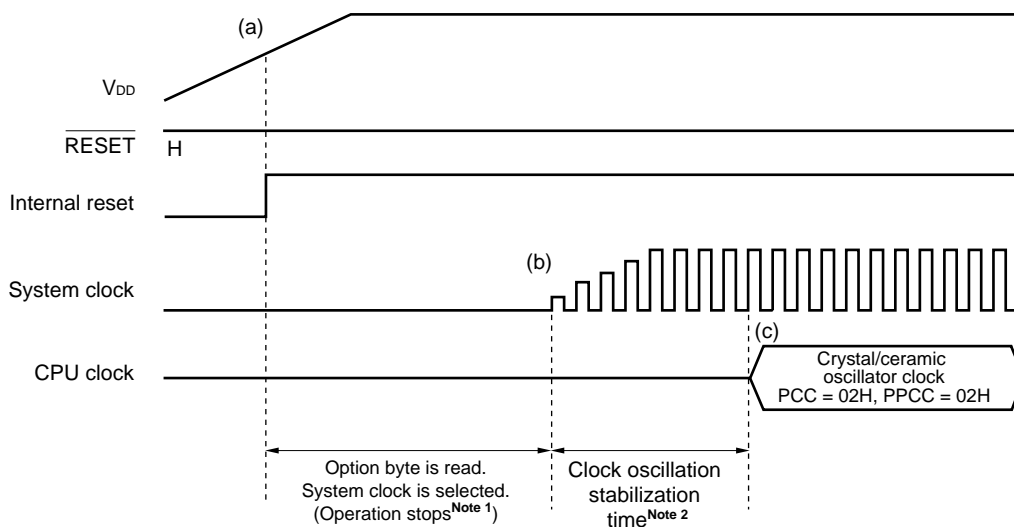 (a)
VDD
RESET
H
Internal reset
(b)
System clock
(c)
CPU clock
Crystal/ceramic
oscillator clock
PCC = 02H, PPCC = 02H
Option byte is read.
System clock is selected.
(Operation stopsNote 1)
Clock oscillation
stabilization
timeNote 2